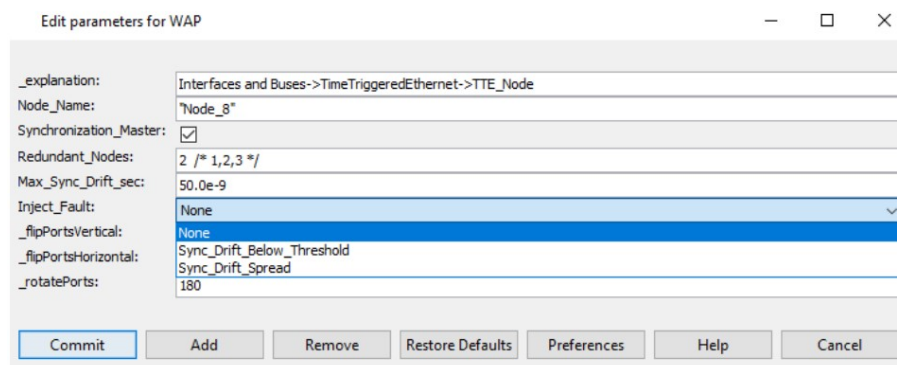 Edit parameters for WAP
_explanation: Interfaces and Buses->TimeTriggeredEthernet->TTE_Node
Node_Name: "Node_8"
Synchronization_Master:
Redundant_Nodes: 2 /* 1,2,3 */
Max_Sync_Drift_sec: 50.0e-9
Inject_Fault: None
_flipPortsVertical: None
_flipPortsHorizontal: Sync_Drift_Below_Threshold
Sync_Drift_Spread
_rotatePorts: 180
Commit Add Remove Restore Defaults Preferences Help Cancel